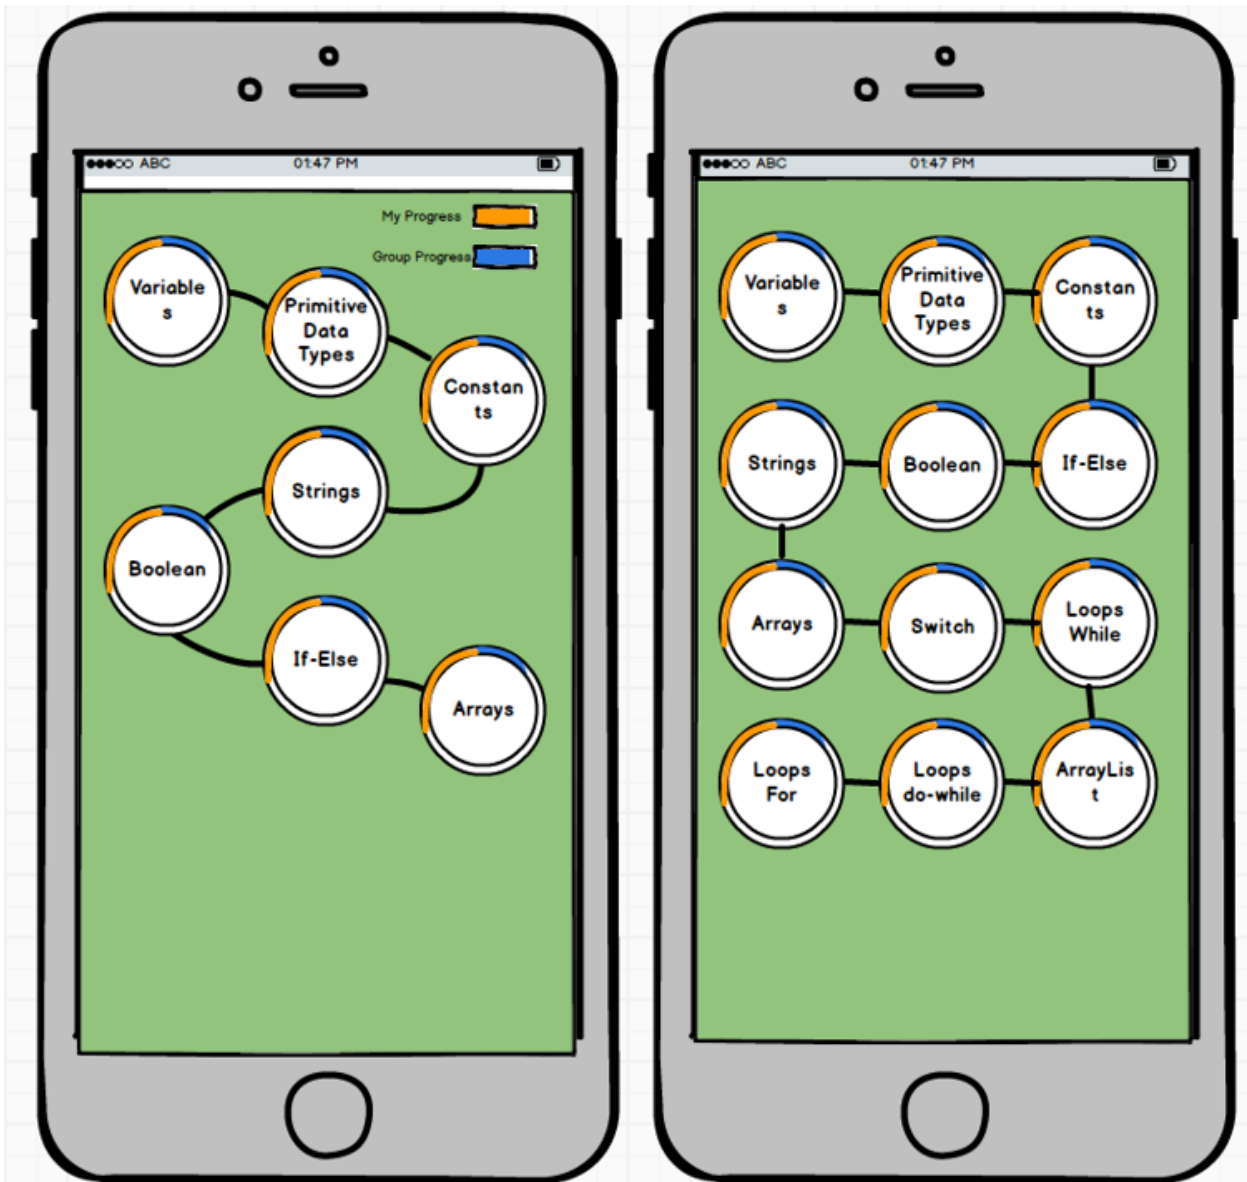 ABC 01:47 PM
My Progress
Group Progress
Variable
s
Primitive
Data
Types
Constan
ts
Strings
Boolean
If-Else
Arrays
ABC 01:47 PM
Variable
s
Primitive
Data
Types
Constan
ts
Strings
Boolean
If-Else
Arrays
Switch
Loops
While
Loops
For
Loops
do-while
ArrayLis
t